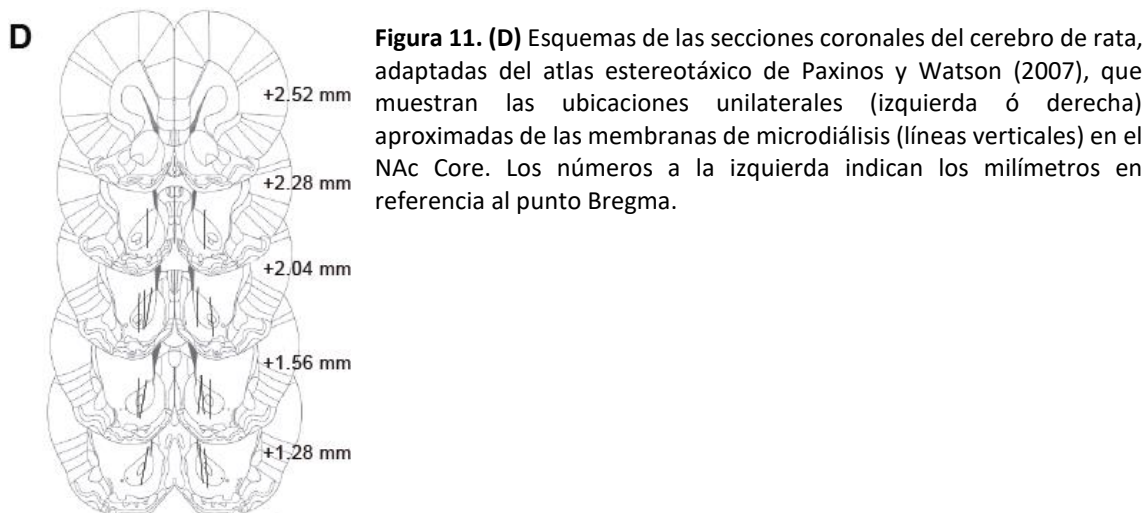 D
+2.52 mm
+2.28 mm
+2.04 mm
+1.56 mm
+1.28 mm
Figura 11. (D) Esquemas de las secciones coronales del cerebro de rata,
adaptadas del atlas estereotáxico de Paxinos y Watson (2007), que
muestran las ubicaciones unilaterales (izquierda ó derecha)
aproximadas de las membranas de microdiálisis (líneas verticales) en el
NAc Core. Los números a la izquierda indican los milímetros en
referencia al punto Bregma.